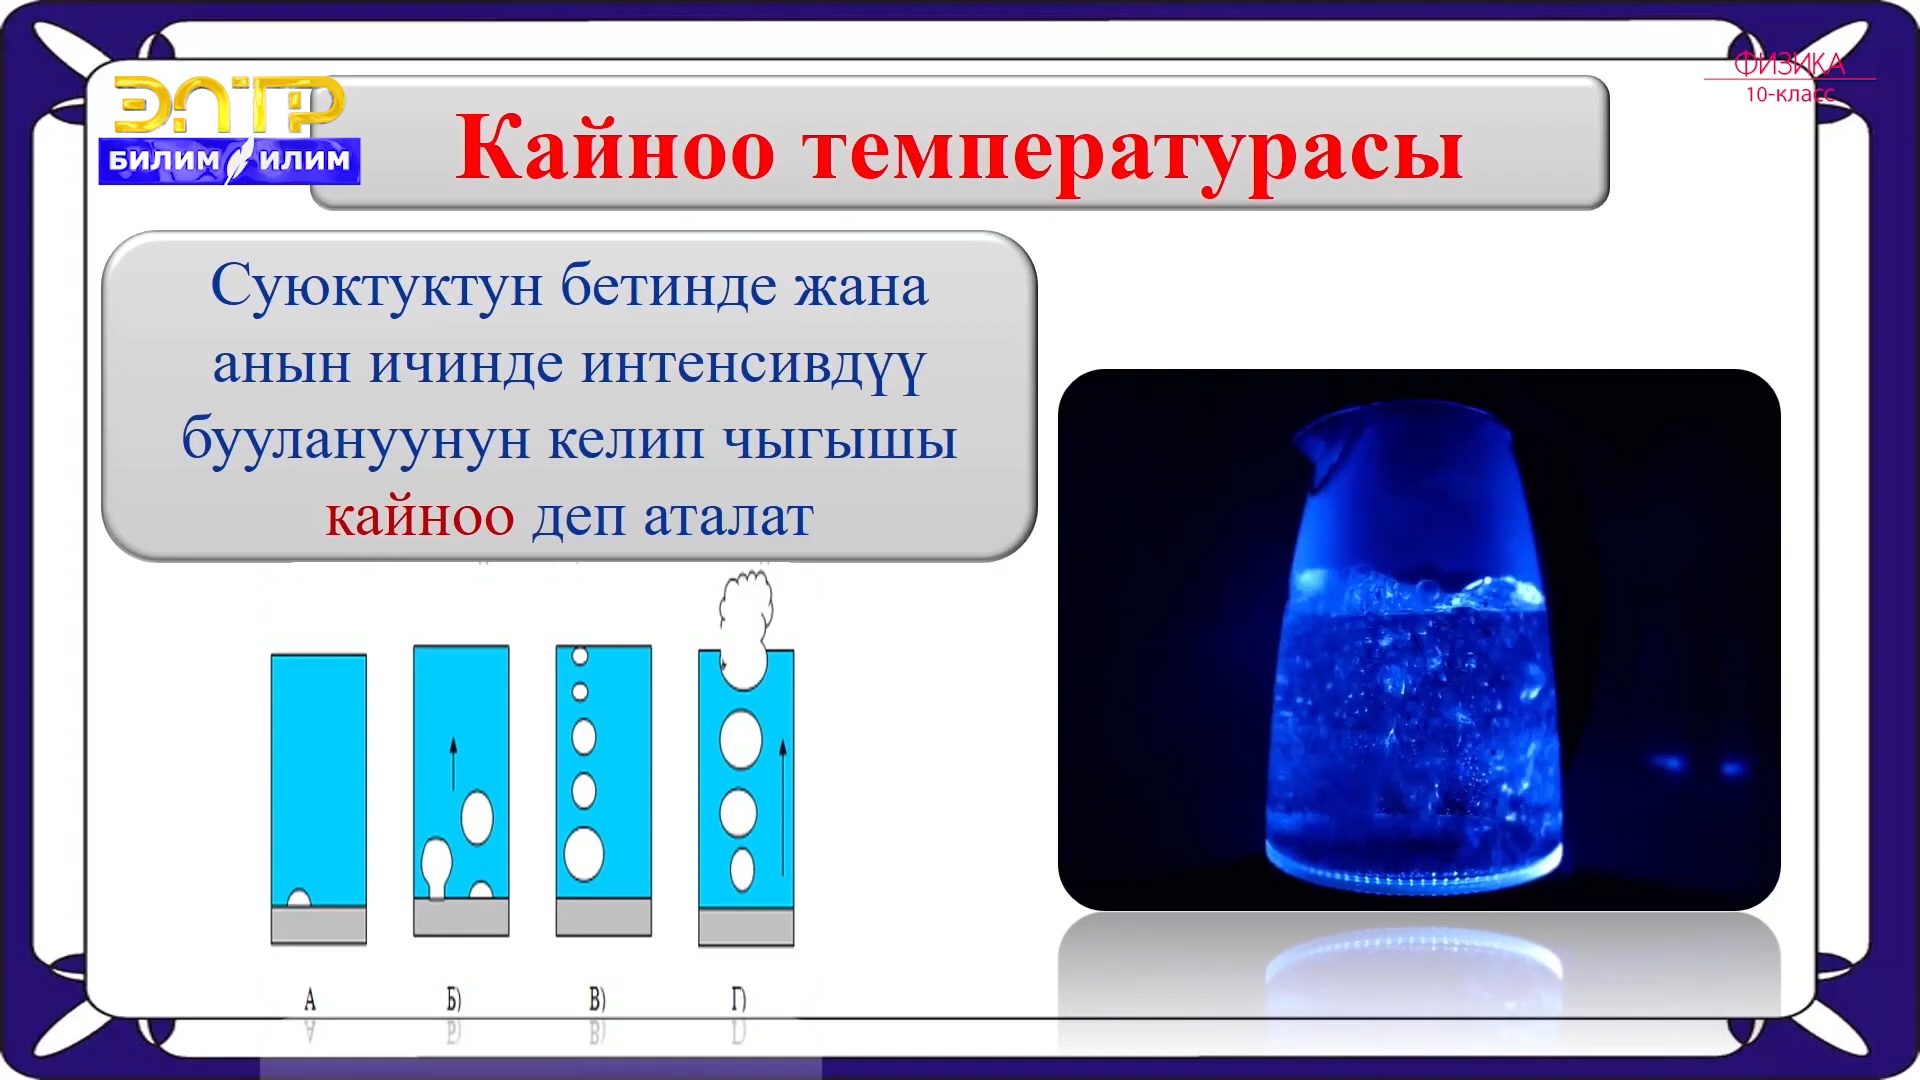 ЭЛТР
БИЛИМ ИЛИМ
ФИЗИКА
10-класс
Кайноо температурасы
Суюктуктун бетинде жана
анын ичинде интенсивдүү
буулануунун келип чыгышы
кайноо деп аталат
А Б) В) Г)